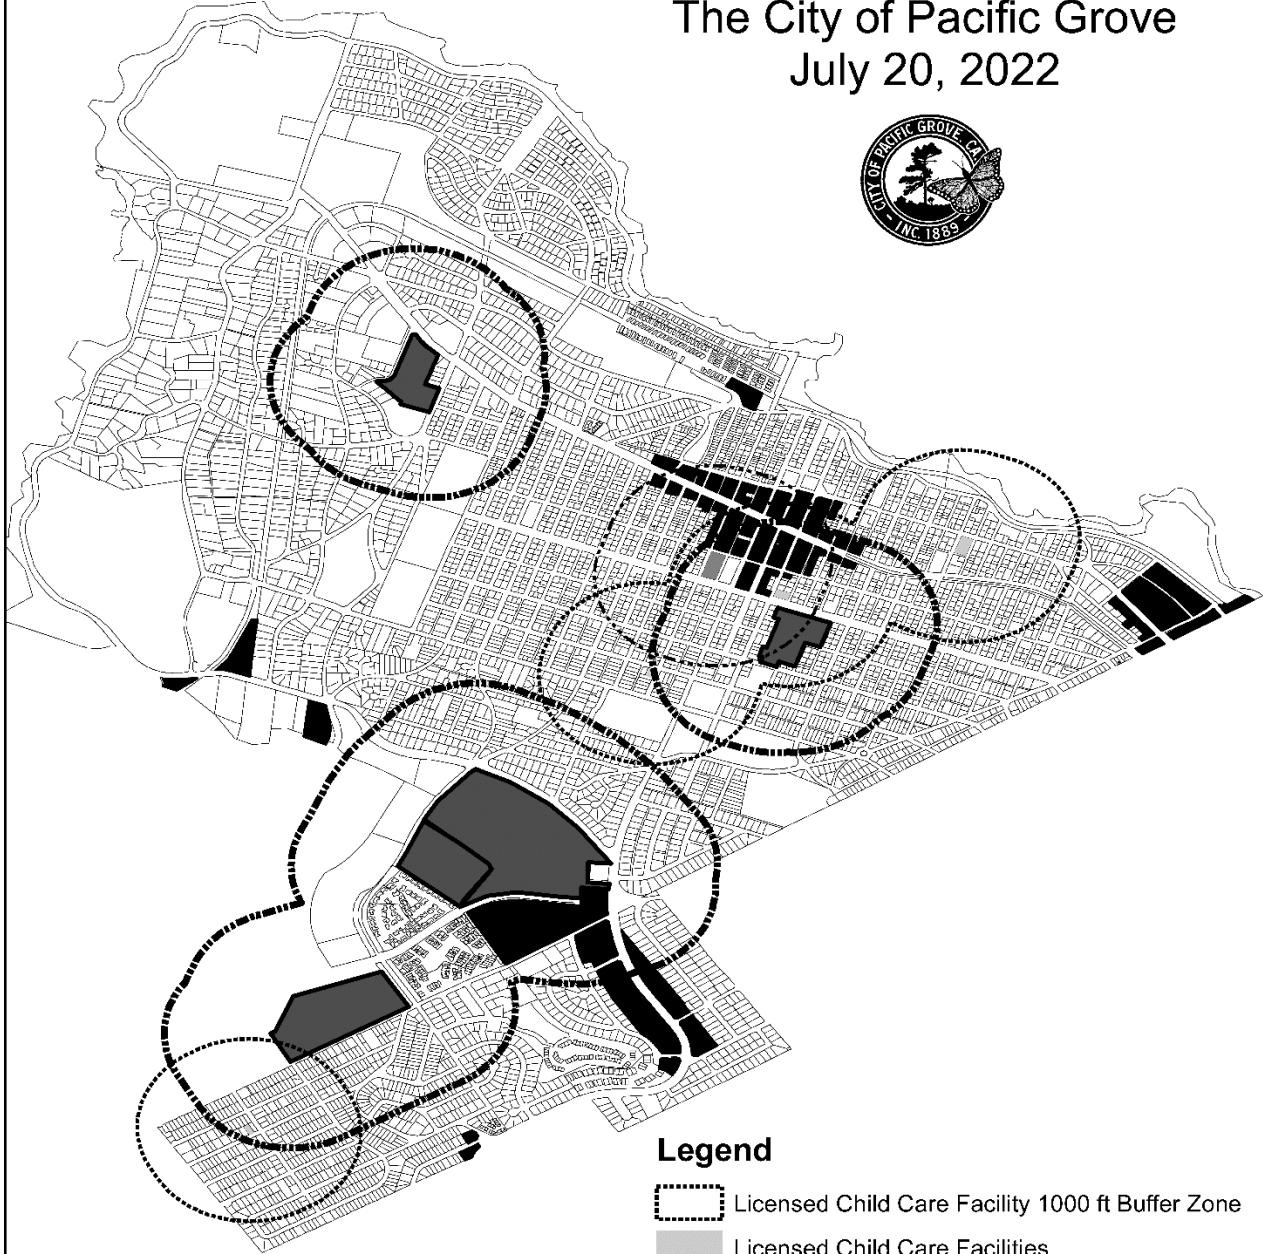 The City of Pacific Grove
July 20, 2022
CITY OF PACIFIC GROVE, CA.
INC. 1889
Legend
Licensed Child Care Facility 1000 ft Buffer Zone
Licensed Child Care Facilities